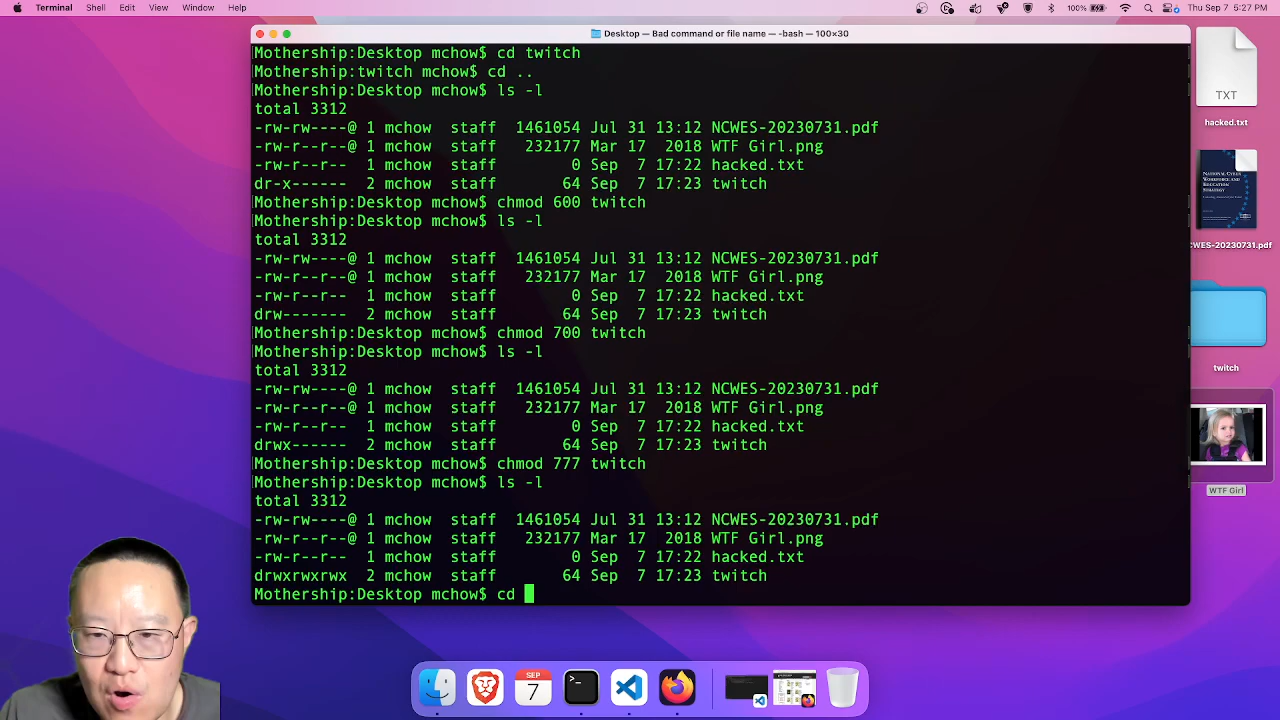 Terminal Shell Edit View Window Help 100% Thu Sep 7 5:27 PM
Desktop — Bad command or file name — -bash — 100×30
Mothership:Desktop mchow$ cd twitch
Mothership:twitch mchow$ cd ..
Mothership:Desktop mchow$ ls -l
total 3312
-rw-rw----@ 1 mchow staff 1461054 Jul 31 13:12 NCWES-20230731.pdf
-rw-r--r--@ 1 mchow staff 232177 Mar 17 2018 WTF Girl.png
-rw-r--r-- 1 mchow staff 0 Sep 7 17:22 hacked.txt
dr-x------ 2 mchow staff 64 Sep 7 17:23 twitch
Mothership:Desktop mchow$ chmod 600 twitch
Mothership:Desktop mchow$ ls -l
total 3312
-rw-rw----@ 1 mchow staff 1461054 Jul 31 13:12 NCWES-20230731.pdf
-rw-r--r--@ 1 mchow staff 232177 Mar 17 2018 WTF Girl.png
-rw-r--r-- 1 mchow staff 0 Sep 7 17:22 hacked.txt
drw------- 2 mchow staff 64 Sep 7 17:23 twitch
Mothership:Desktop mchow$ chmod 700 twitch
Mothership:Desktop mchow$ ls -l
total 3312
-rw-rw----@ 1 mchow staff 1461054 Jul 31 13:12 NCWES-20230731.pdf
-rw-r--r--@ 1 mchow staff 232177 Mar 17 2018 WTF Girl.png
-rw-r--r-- 1 mchow staff 0 Sep 7 17:22 hacked.txt
drwx------ 2 mchow staff 64 Sep 7 17:23 twitch
Mothership:Desktop mchow$ chmod 777 twitch
Mothership:Desktop mchow$ ls -l
total 3312
-rw-rw----@ 1 mchow staff 1461054 Jul 31 13:12 NCWES-20230731.pdf
-rw-r--r--@ 1 mchow staff 232177 Mar 17 2018 WTF Girl.png
-rw-r--r-- 1 mchow staff 0 Sep 7 17:22 hacked.txt
drwxrwxrwx 2 mchow staff 64 Sep 7 17:23 twitch
Mothership:Desktop mchow$ cd
TXT
hacked.txt
NATIONAL CYBER
WORKFORCE AND
EDUCATION
STRATEGY
CWES-20230731.pdf
twitch
WTF Girl
SEP
7